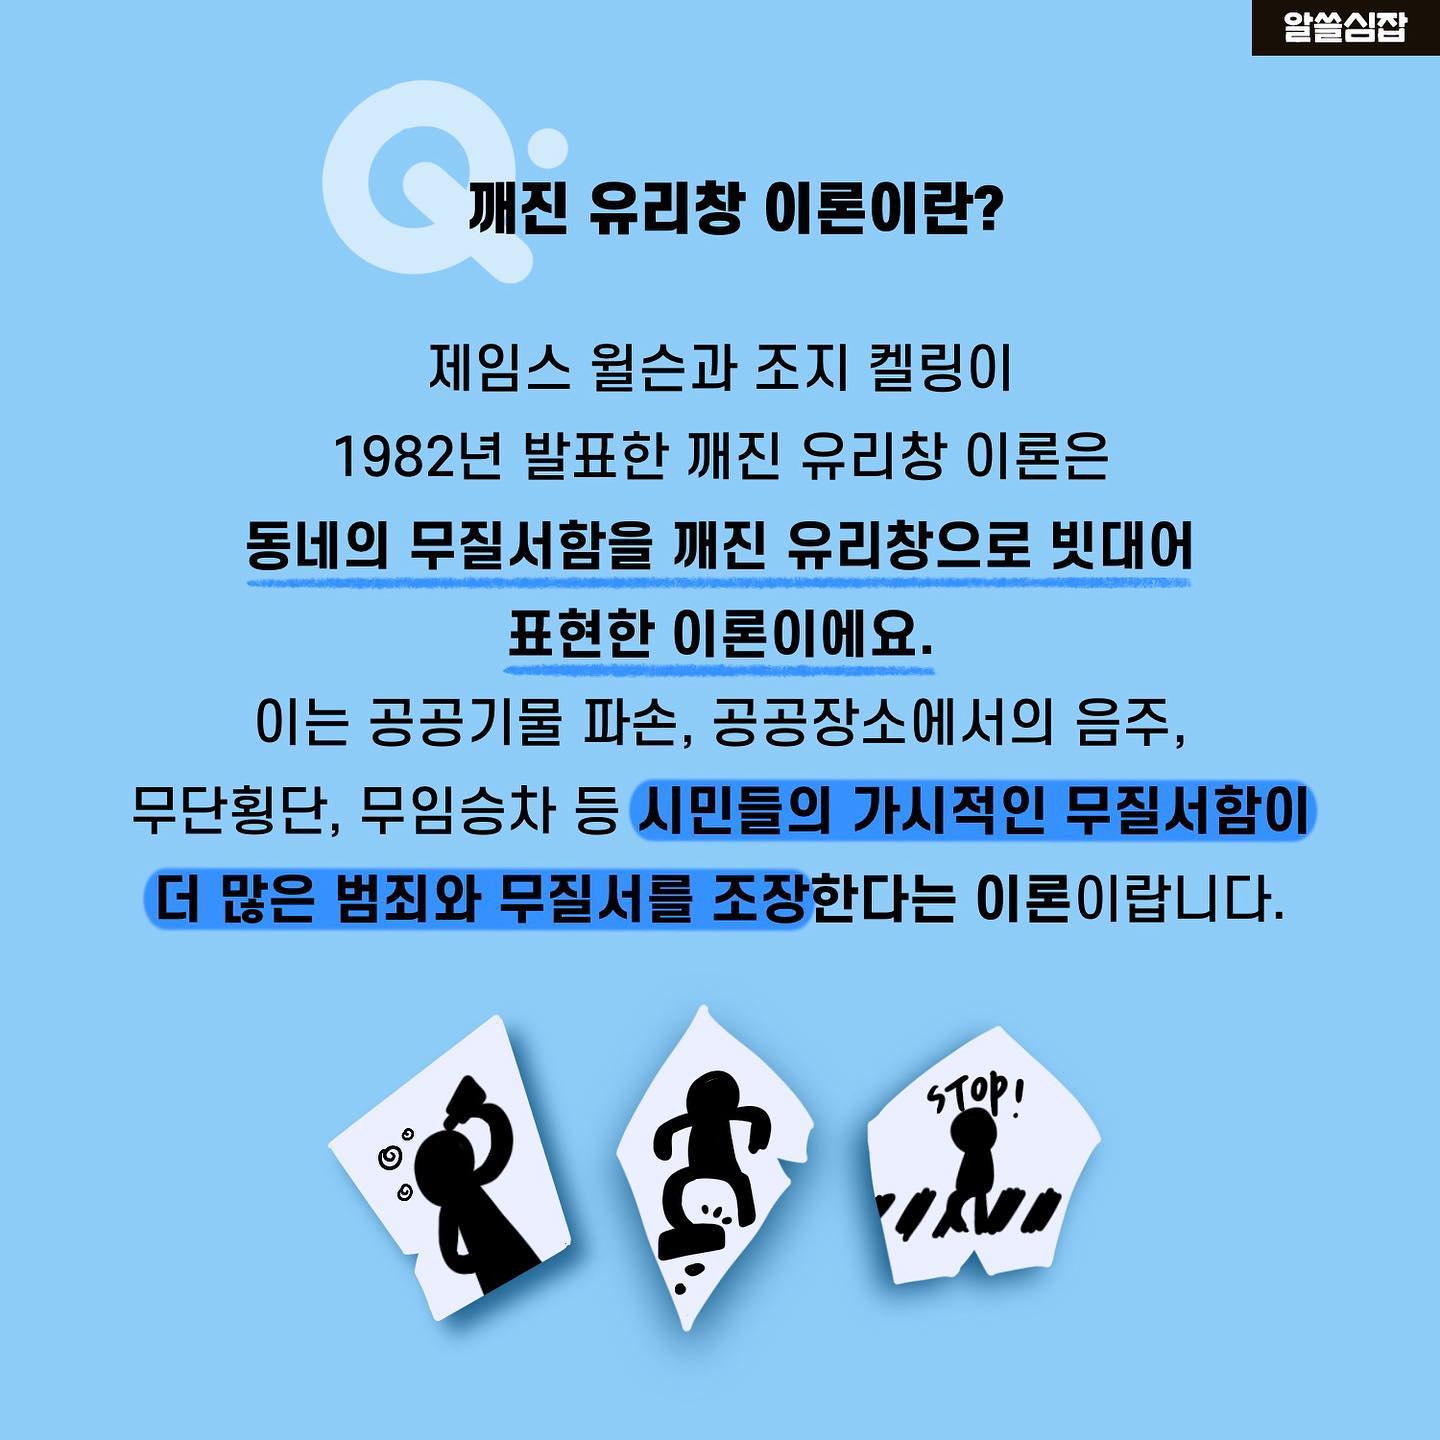 알쓸심잡
Q.
깨진 유리창 이론이란?
제임스 윌슨과 조지 켈링이
1982년 발표한 깨진 유리창 이론은
동네의 무질서함을 깨진 유리창으로 빗대어
표현한 이론이에요.
이는 공공기물 파손, 공공장소에서의 음주,
무단횡단, 무임승차 등 시민들의 가시적인 무질서함이
더 많은 범죄와 무질서를 조장한다는 이론이랍니다.
STOP!